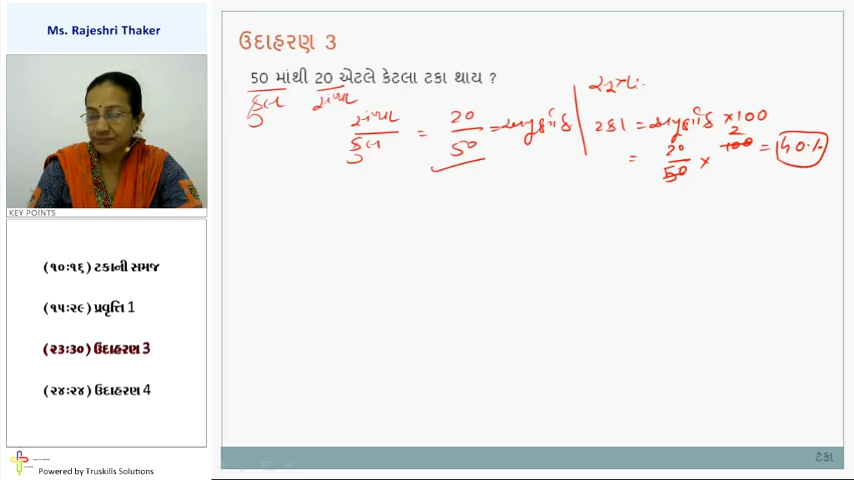 Ms. Rajeshri Thaker
KEY POINTS
(૧૦:૧૬) ટકાની સમજ
(૧૫:૨૯) પ્રવૃત્તિ 1
(૨૩:૩૦) ઉદાહરણ 3
(૨૪:૨૪) ઉદાહરણ 4
Powered by Truskills Solutions
ઉદાહરણ 3
50 માંથી 20 એટલે કેટલા ટકા થાય ?
કુલ સંખ્યા
સંખ્યા / કુલ = 20 / 50 = અપૂર્ણાંક
ટકા = અપૂર્ણાંક × 100
= 20 / 50 × 100 2 = 40%
ટકા